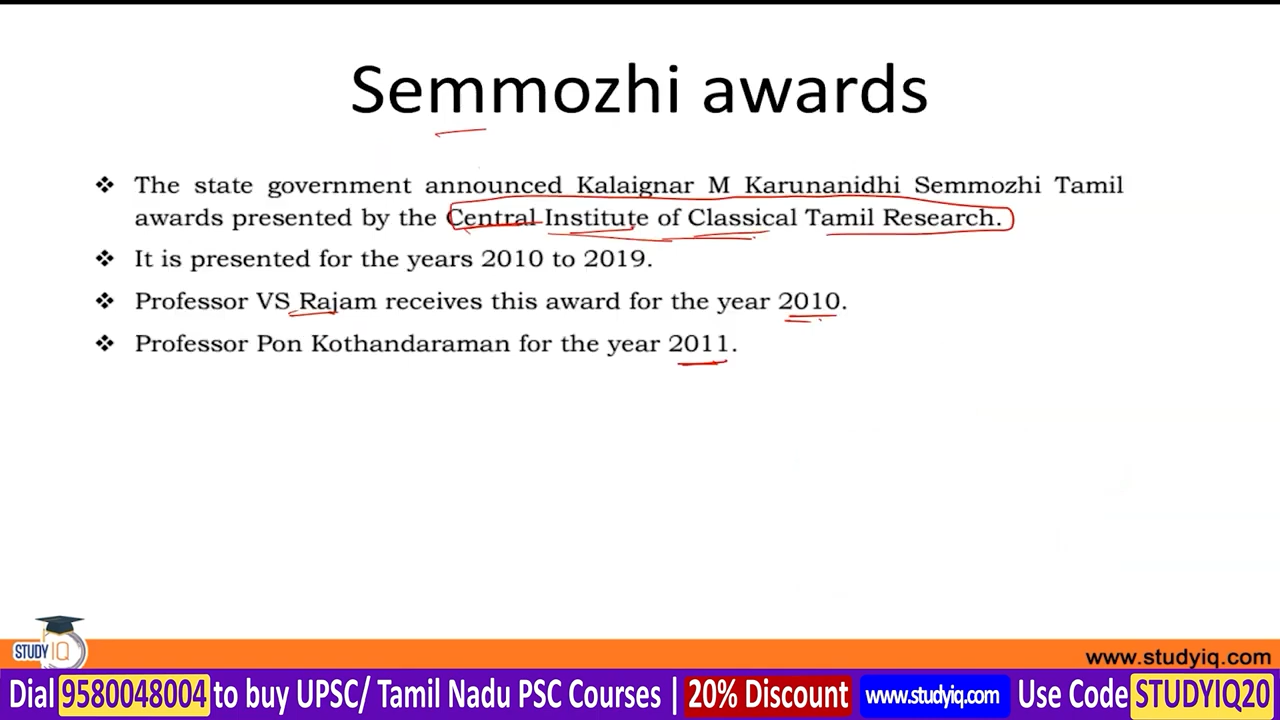 Semmozhi awards
❖ The state government announced Kalaignar M Karunanidhi Semmozhi Tamil
awards presented by the Central Institute of Classical Tamil Research.
❖ It is presented for the years 2010 to 2019.
❖ Professor VS Rajam receives this award for the year 2010.
❖ Professor Pon Kothandaraman for the year 2011.
STUDY IQ
www.studyiq.com
Dial 9580048004 to buy UPSC/ Tamil Nadu PSC Courses | 20% Discount www.studyiq.com Use Code STUDYIQ20